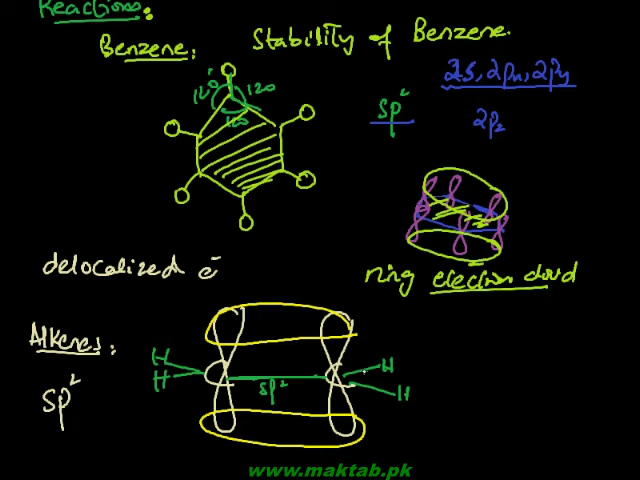 Reactions:
Benzene: Stability of Benzene.
120° 120
120
sp² 2s, 2px, 2py
2pz
delocalized e⁻
ring electron cloud
Alkenes:
sp²
H
H
sp²
H
H
www.maktab.pk